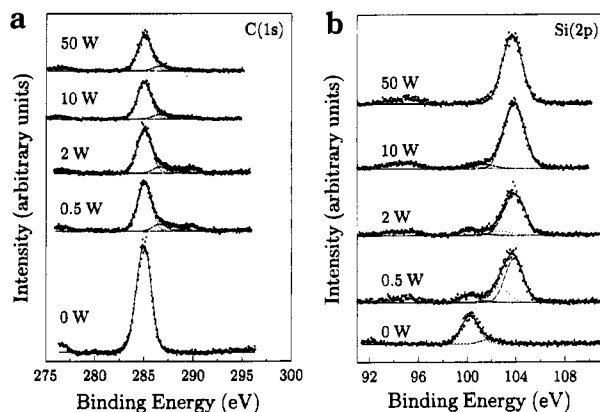 a
C(1s)
50 W
10 W
2 W
0.5 W
0 W
Intensity (arbitrary units)
275 280 285 290 295 300
Binding Energy (eV)
b
Si(2p)
50 W
10 W
2 W
0.5 W
0 W
Intensity (arbitrary units)
92 96 100 104 108
Binding Energy (eV)